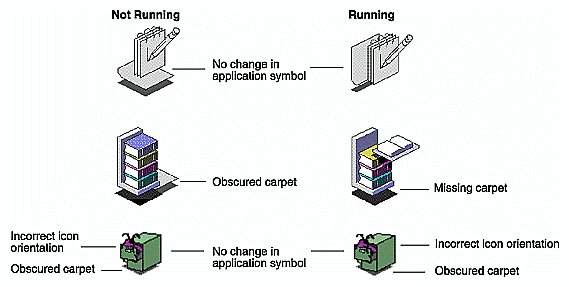 Not Running
Running
No change in
application symbol
Obscured carpet
Missing carpet
Incorrect icon
orientation
Obscured carpet
No change in
application symbol
Incorrect icon orientation
Obscured carpet